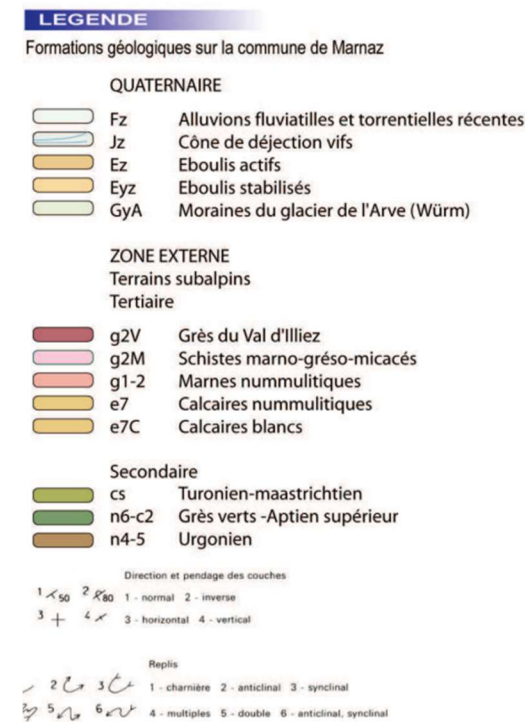 LEGENDE
Formations géologiques sur la commune de Marnaz
QUATERNAIRE
Fz Alluvions fluviatilles et torrentielles récentes
Jz Cône de déjection vifs
Ez Eboulis actifs
Eyz Eboulis stabilisés
GyA Moraines du glacier de l'Arve (Würm)
ZONE EXTERNE
Terrains subalpins
Tertiaire
g2V Grès du Val d'Illiez
g2M Schistes marno-gréso-micacés
g1-2 Marnes nummulitiques
e7 Calcaires nummulitiques
e7C Calcaires blancs
Secondaire
cs Turonien-maastrichtien
n6-c2 Grès verts -Aptien supérieur
n4-5 Urgonien
Direction et pendage des couches
1 50 2 80 1 - normal 2 - inverse
3 4 3 - horizontal 4 - vertical
Replis
2 3 1 - charnière 2 - anticlinal 3 - synclinal
5 6 4 - multiples 5 - double 6 - anticlinal, synclinal